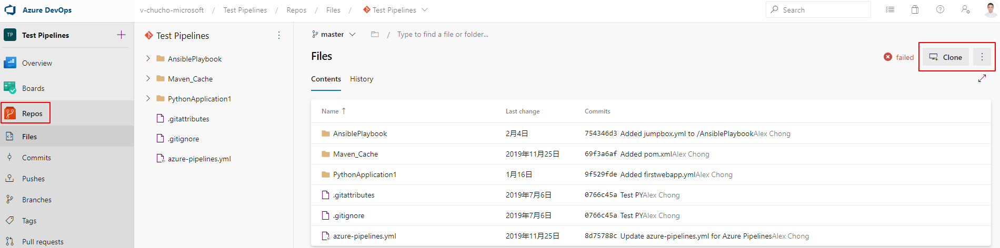 Azure DevOps
v-chucho-microsoft / Test Pipelines / Repos / Files / Test Pipelines
Search
TP Test Pipelines
Overview
Boards
Repos
Files
Commits
Pushes
Branches
Tags
Pull requests
Test Pipelines
AnsiblePlaybook
Maven_Cache
PythonApplication1
.gitattributes
.gitignore
azure-pipelines.yml
master / Type to find a file or folder...
Files
failed
Clone
Contents History
Name ↑ Last change Commits
AnsiblePlaybook 2月4日 754346d3 Added jumpbox.yml to /AnsiblePlaybookAlex Chong
Maven_Cache 2019年11月25日 69f3a6af Added pom.xmlAlex Chong
PythonApplication1 1月16日 9f529fde Added firstwebapp.ymlAlex Chong
.gitattributes 2019年7月6日 0766c45a Test PYAlex Chong
.gitignore 2019年7月6日 0766c45a Test PYAlex Chong
azure-pipelines.yml 2019年11月25日 8d75788c Update azure-pipelines.yml for Azure PipelinesAlex Chong